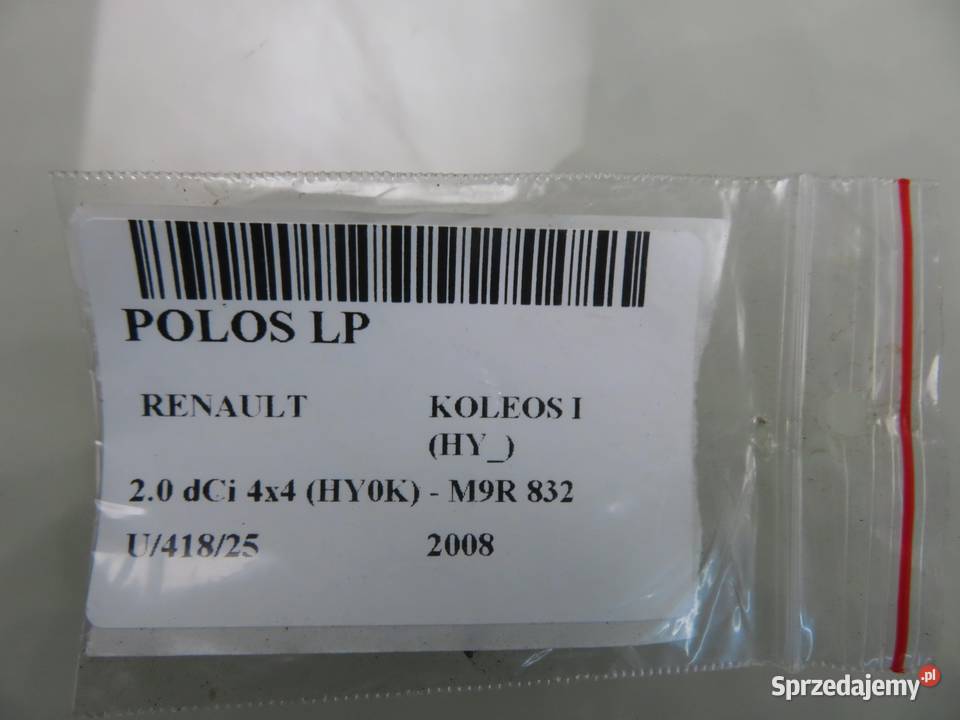 POLOS LP
RENAULT KOLEOS I
(HY_)
2.0 dCi 4x4 (HY0K) - M9R 832
U/418/25 2008
Sprzedajemy.pl